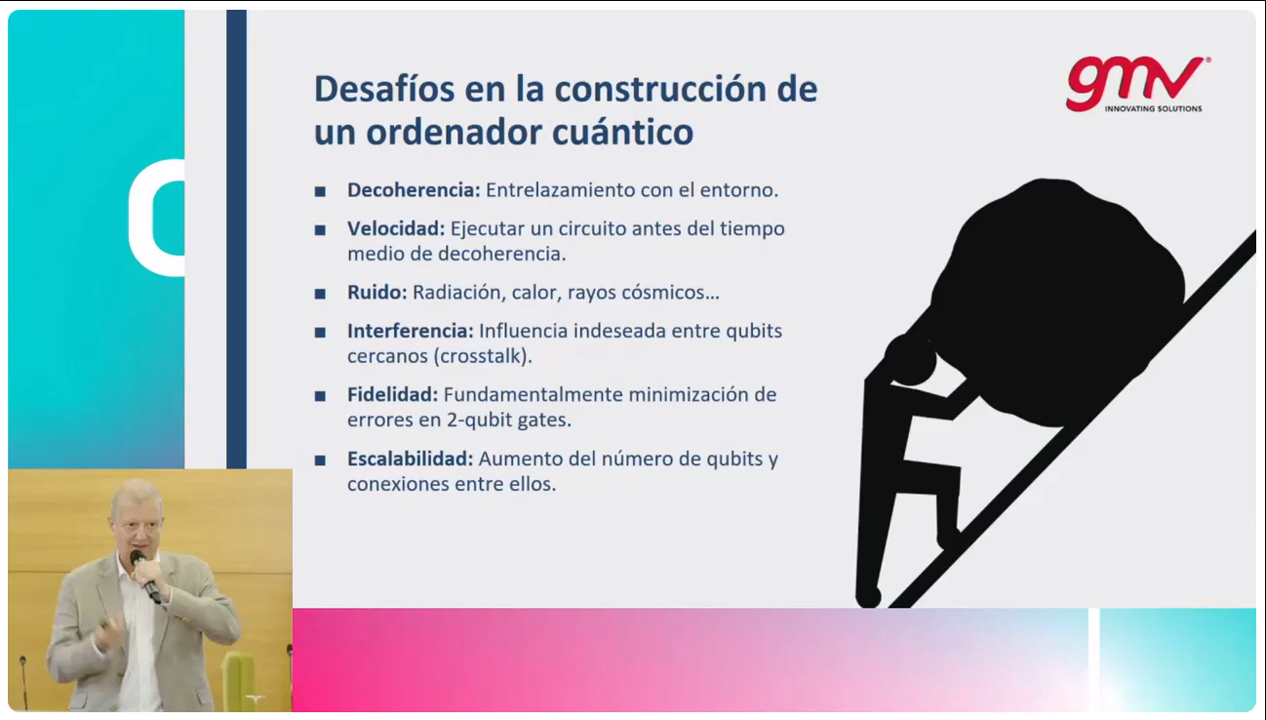 Desafíos en la construcción de
un ordenador cuántico
gmv®
INNOVATING SOLUTIONS
■ Decoherencia: Entrelazamiento con el entorno.
■ Velocidad: Ejecutar un circuito antes del tiempo
medio de decoherencia.
■ Ruido: Radiación, calor, rayos cósmicos...
■ Interferencia: Influencia indeseada entre qubits
cercanos (crosstalk).
■ Fidelidad: Fundamentalmente minimización de
errores en 2-qubit gates.
■ Escalabilidad: Aumento del número de qubits y
conexiones entre ellos.